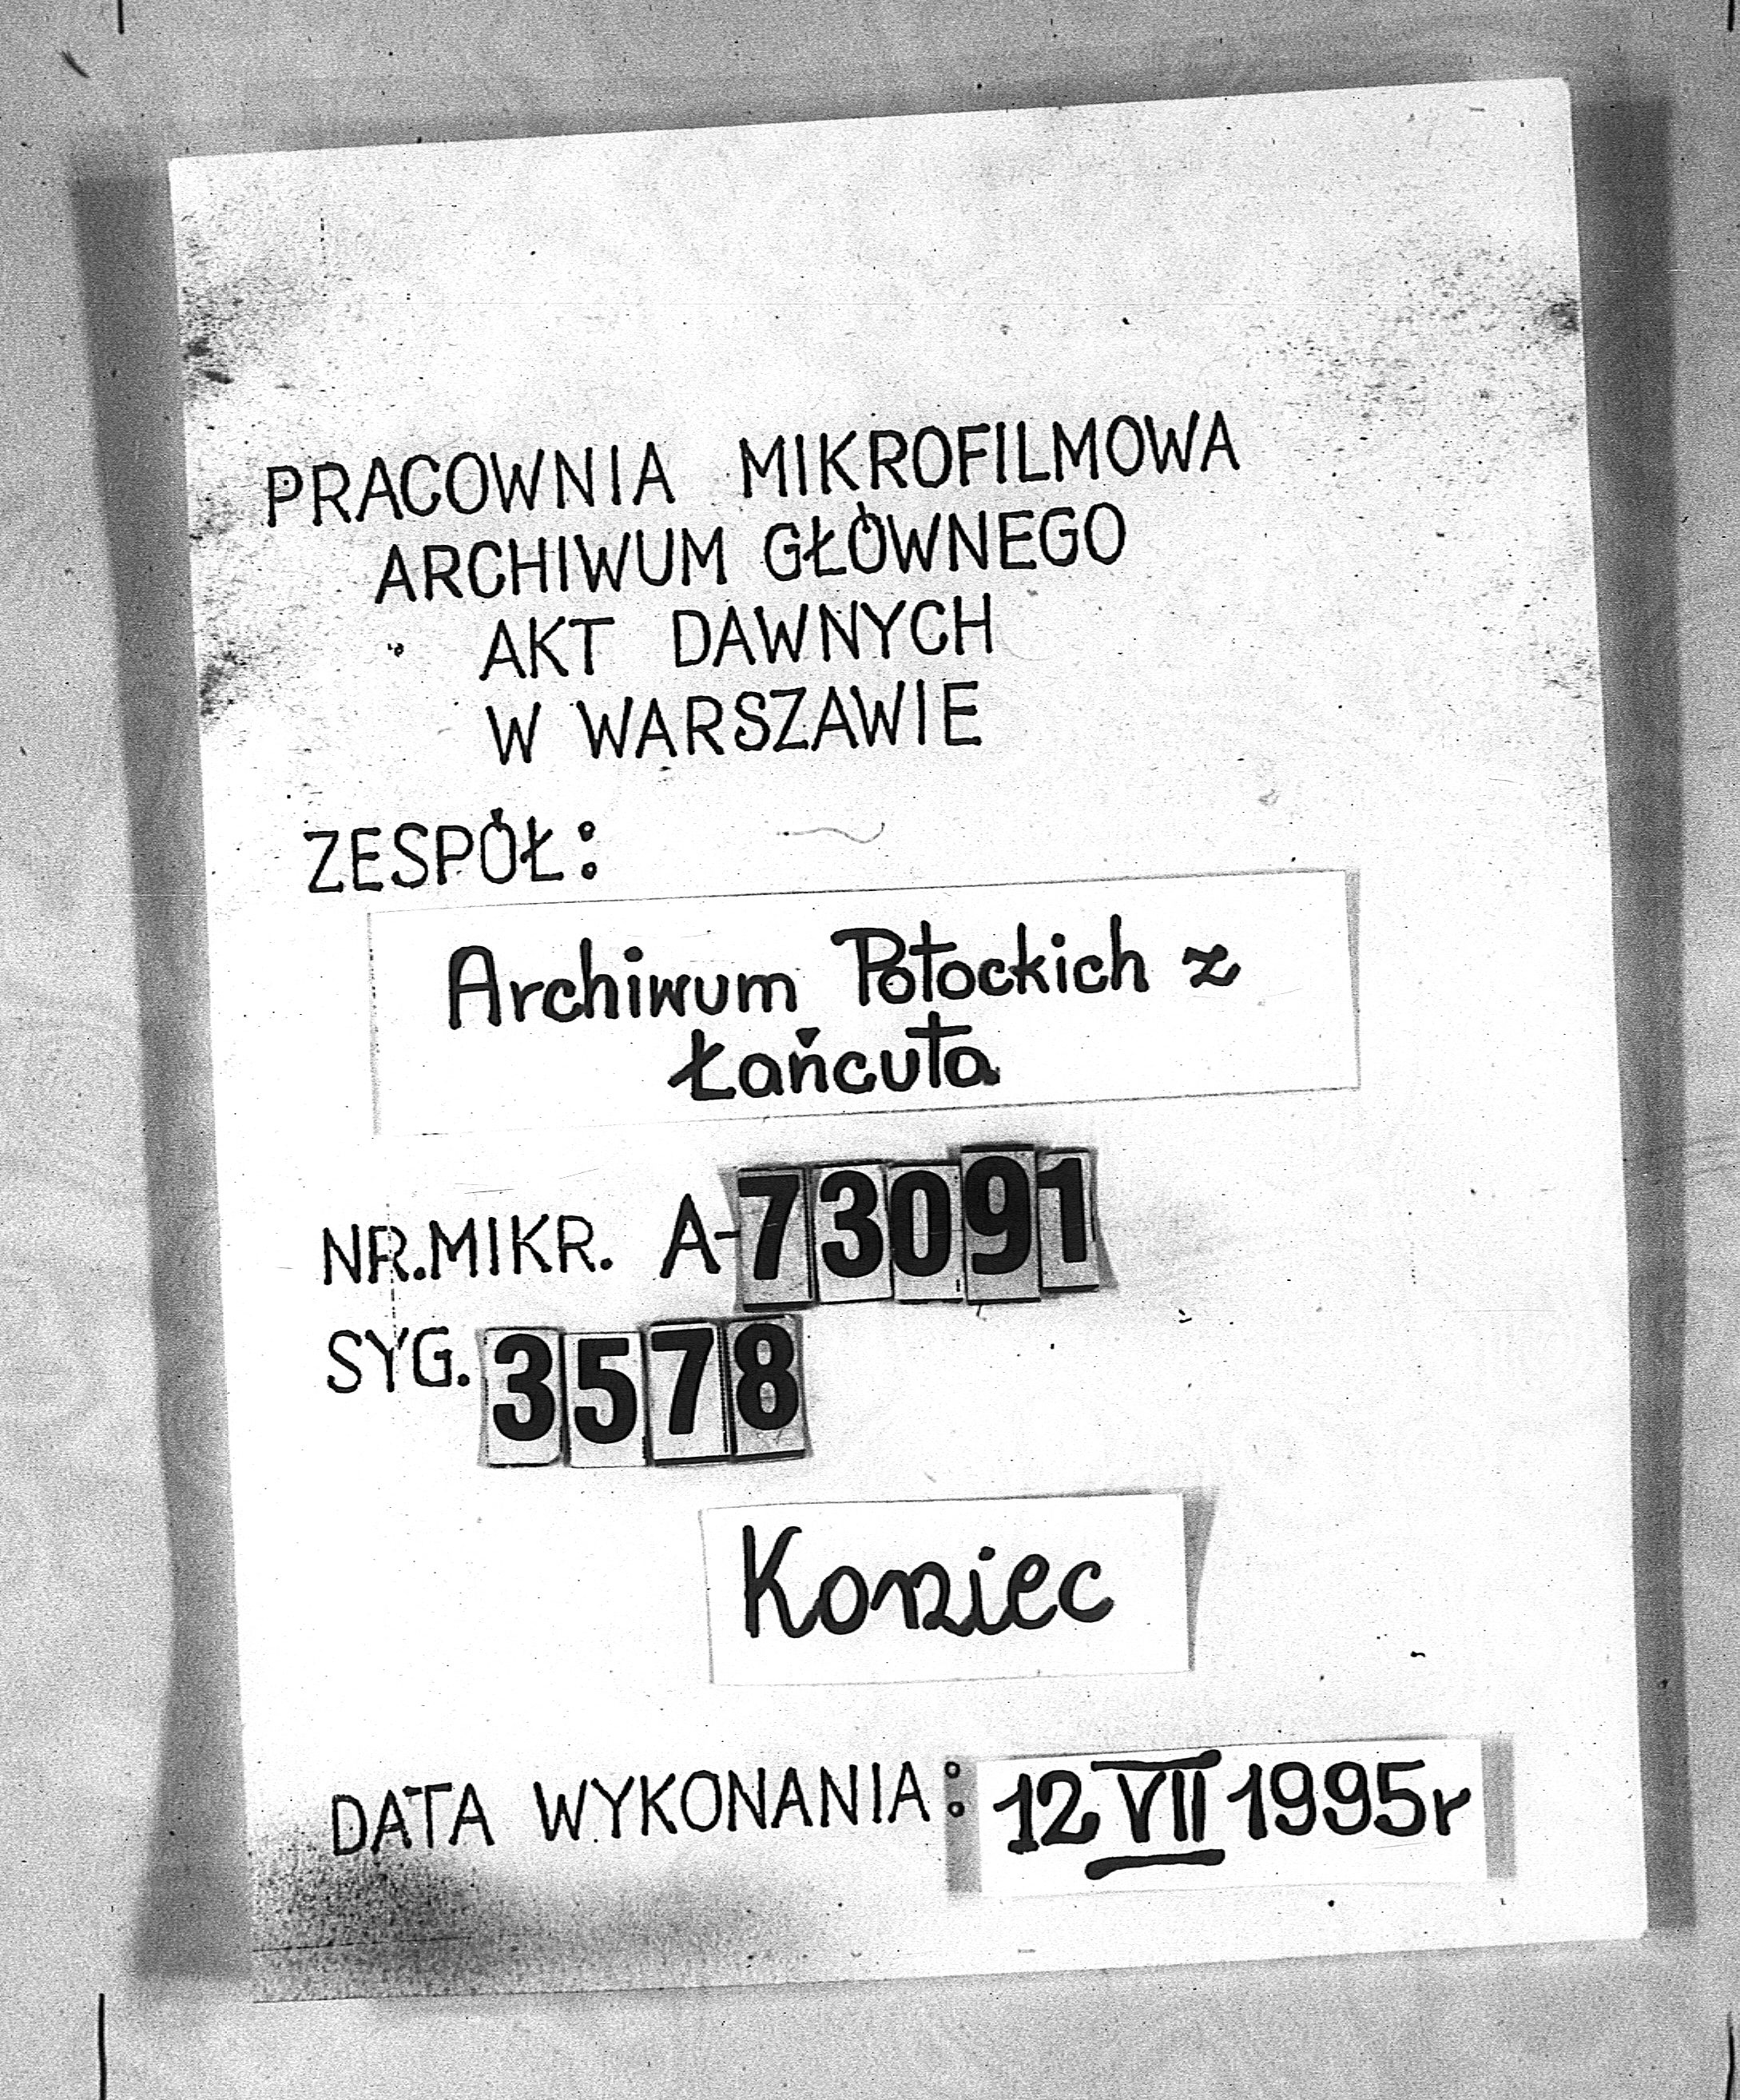 PRACOWNIA MIKROFILMOWA
ARCHIWUM GŁÓWNEGO
AKT DAWNYCH
W WARSZAWIE
ZESPÓŁ:
Archiwum Potockich z
Łańcuta
NR.MIKR. A-73091
SYG. 3578
Koniec
DATA WYKONANIA: 12 VII 1995r